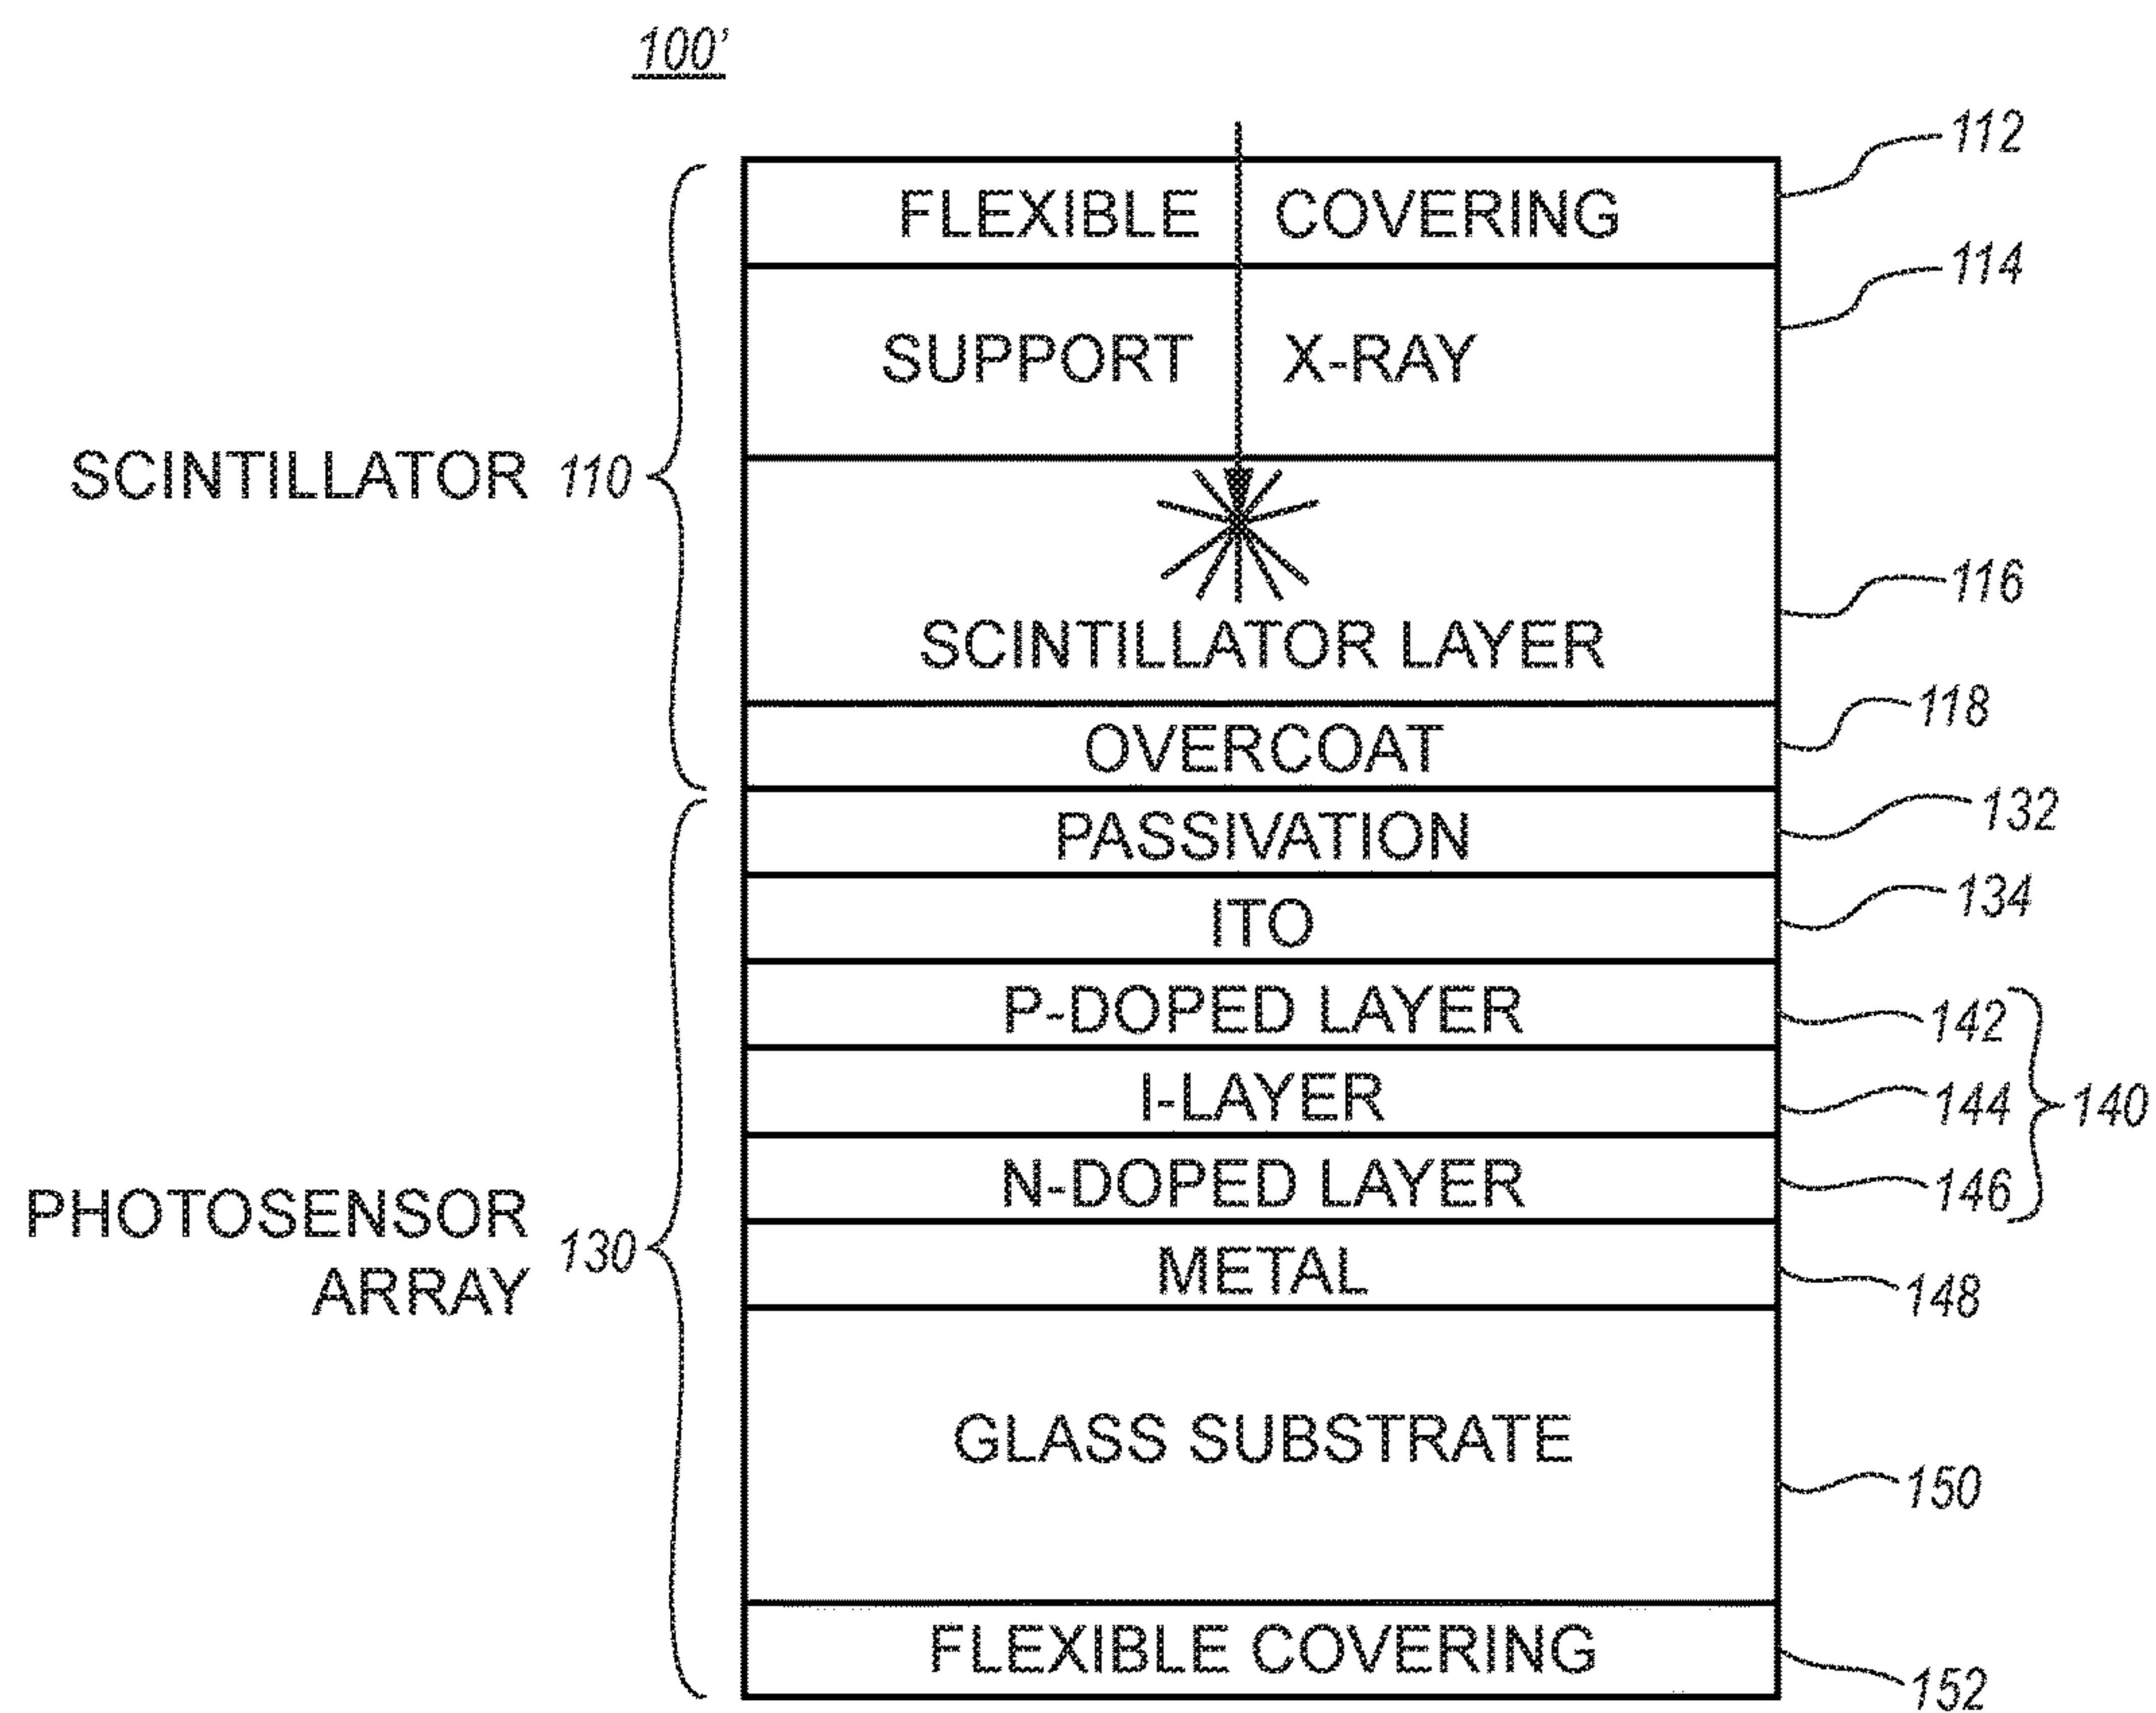 100'
FLEXIBLE COVERING 112
SUPPORT X-RAY 114
SCINTILLATOR 110
SCINTILLATOR LAYER 116
OVERCOAT 118
PASSIVATION 132
ITO 134
P-DOPED LAYER 142
I-LAYER 144 140
N-DOPED LAYER 146
PHOTOSENSOR
ARRAY 130
METAL 148
GLASS SUBSTRATE 150
FLEXIBLE COVERING 152